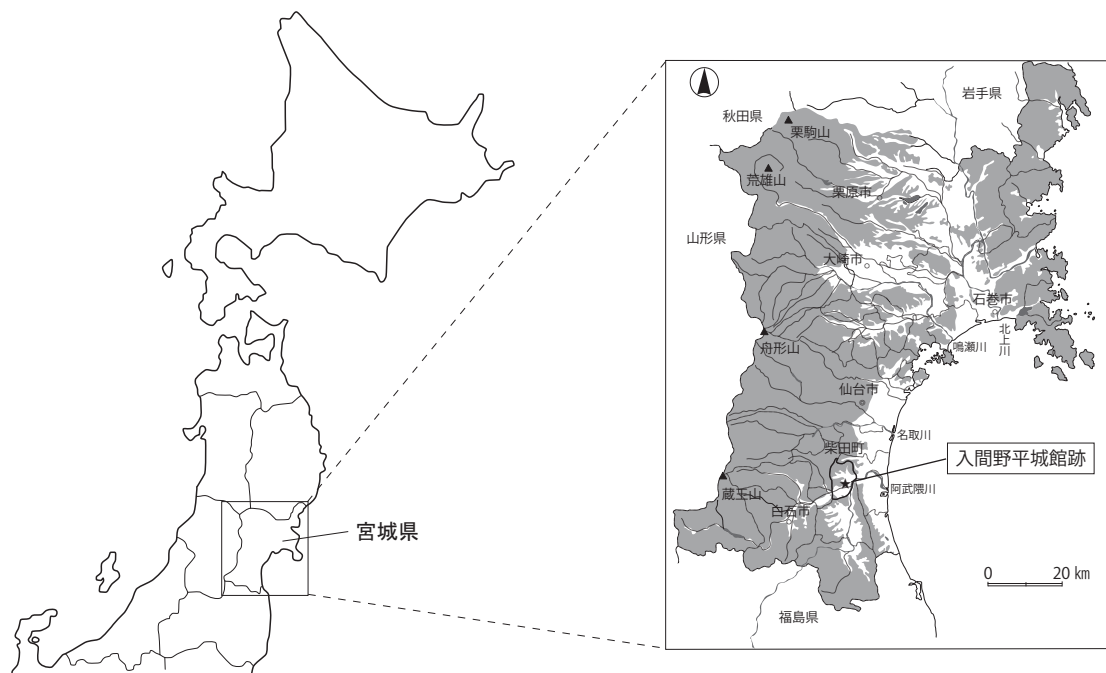 宮城県
岩手県
秋田県
栗駒山
荒雄山
栗原市
山形県
大崎市
石巻市
北上川
鳴瀬川
舟形山
仙台市
名取川
柴田町
入間野平城館跡
蔵王山
阿武隈川
白石市
0 20 km
福島県